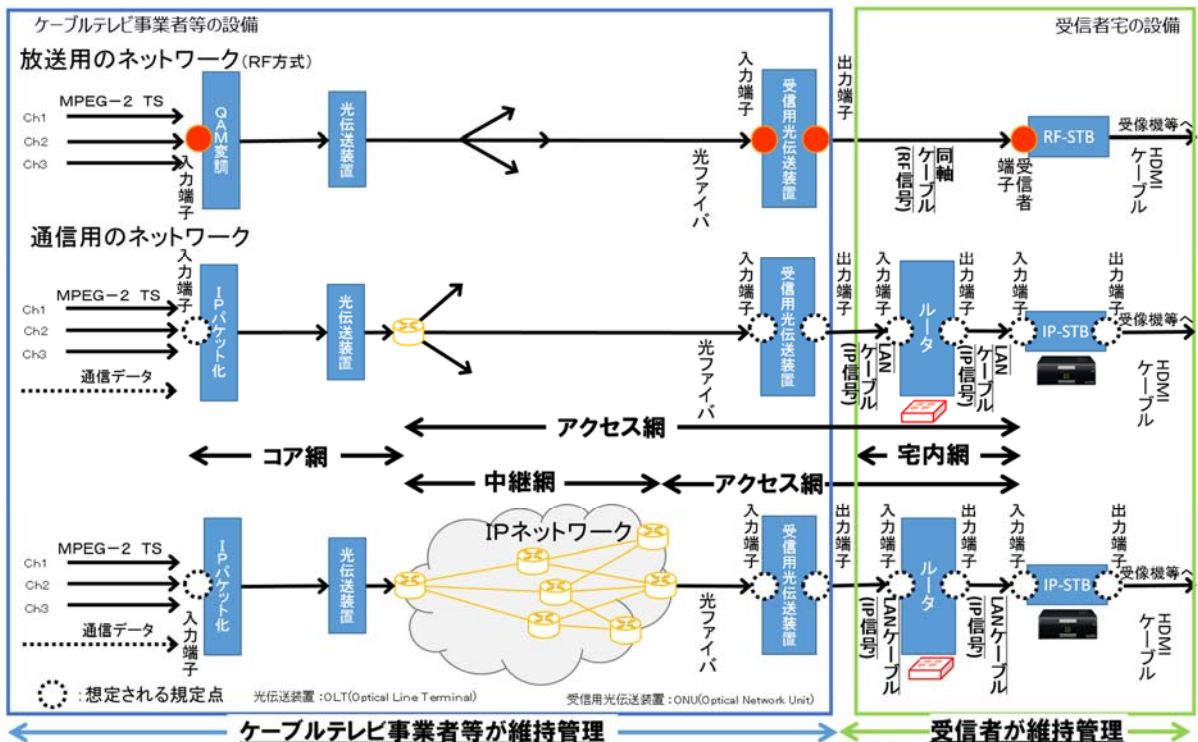 ケーブルテレビ事業者等の設備
受信者宅の設備
放送用のネットワーク(RF方式)
MPEG-2 TS
Ch1
Ch2
Ch3
入力端子
QAM変調
光伝送装置
光ファイバ
入力端子
受信用光伝送装置
出力端子
同軸
ケーブル
(RF信号)
受信者
端子
RF-STB
受像機等へ
HDMI
ケーブル
通信用のネットワーク
MPEG-2 TS
Ch1
Ch2
Ch3
通信データ
入力端子
IPパケット化
光伝送装置
光ファイバ
入力端子
受信用光伝送装置
出力端子
LAN
ケーブル
(IP信号)
入力端子
ルータ
出力端子
LAN
ケーブル
(IP信号)
入力端子
IP-STB
出力端子
受像機等へ
HDMI
ケーブル
アクセス網
コア網
宅内網
中継網
アクセス網
IPネットワーク
MPEG-2 TS
Ch1
Ch2
Ch3
通信データ
入力端子
IPパケット化
光伝送装置
光ファイバ
入力端子
受信用光伝送装置
出力端子
LANケーブル
(IP信号)
入力端子
ルータ
出力端子
LANケーブル
(IP信号)
入力端子
IP-STB
出力端子
受像機等へ
HDMI
ケーブル
:想定される規定点
光伝送装置:OLT(Optical Line Terminal)
受信用光伝送装置:ONU(Optical Network Unit)
ケーブルテレビ事業者等が維持管理
受信者が維持管理